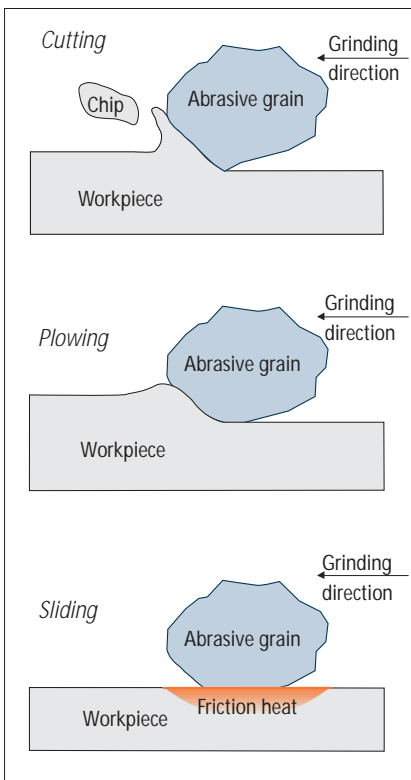 Cutting
Grinding
direction
Abrasive grain
Chip
Workpiece
Grinding
direction
Plowing
Abrasive grain
Workpiece
Grinding
direction
Sliding
Abrasive grain
Friction heat
Workpiece